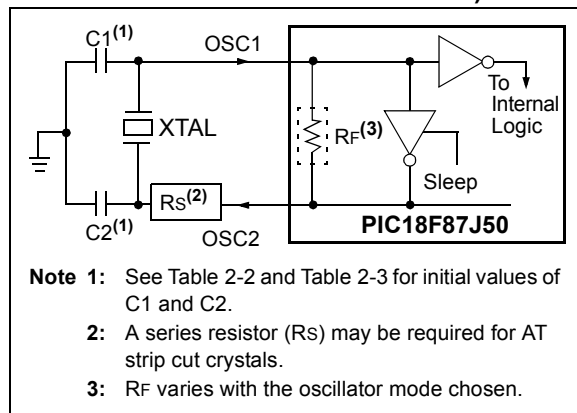 C1(1)
OSC1
To
Internal
Logic
XTAL
RF(3)
Sleep
RS(2)
C2(1)
OSC2
PIC18F87J50
Note 1: See Table 2-2 and Table 2-3 for initial values of
C1 and C2.
2: A series resistor (RS) may be required for AT
strip cut crystals.
3: RF varies with the oscillator mode chosen.